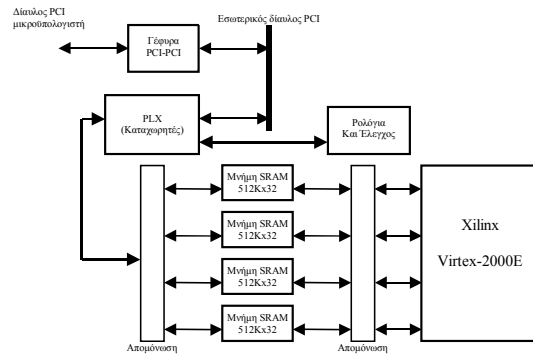 Δίαυλος PCI
μικροϋπολογιστή
Γέφυρα
PCI-PCI
Εσωτερικός δίαυλος PCI
PLX
(Καταχωρητές)
Ρολόγια
Και Έλεγχος
Μνήμη SRAM
512Kx32
Μνήμη SRAM
512Kx32
Μνήμη SRAM
512Kx32
Μνήμη SRAM
512Kx32
Xilinx
Virtex-2000E
Απομόνωση
Απομόνωση